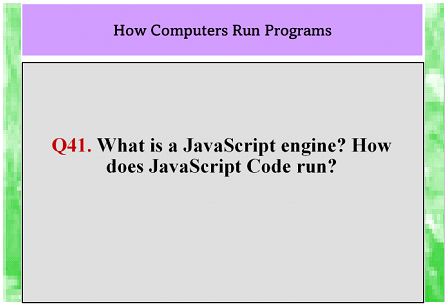 How Computers Run Programs
Q41. What is a JavaScript engine? How
does JavaScript Code run?